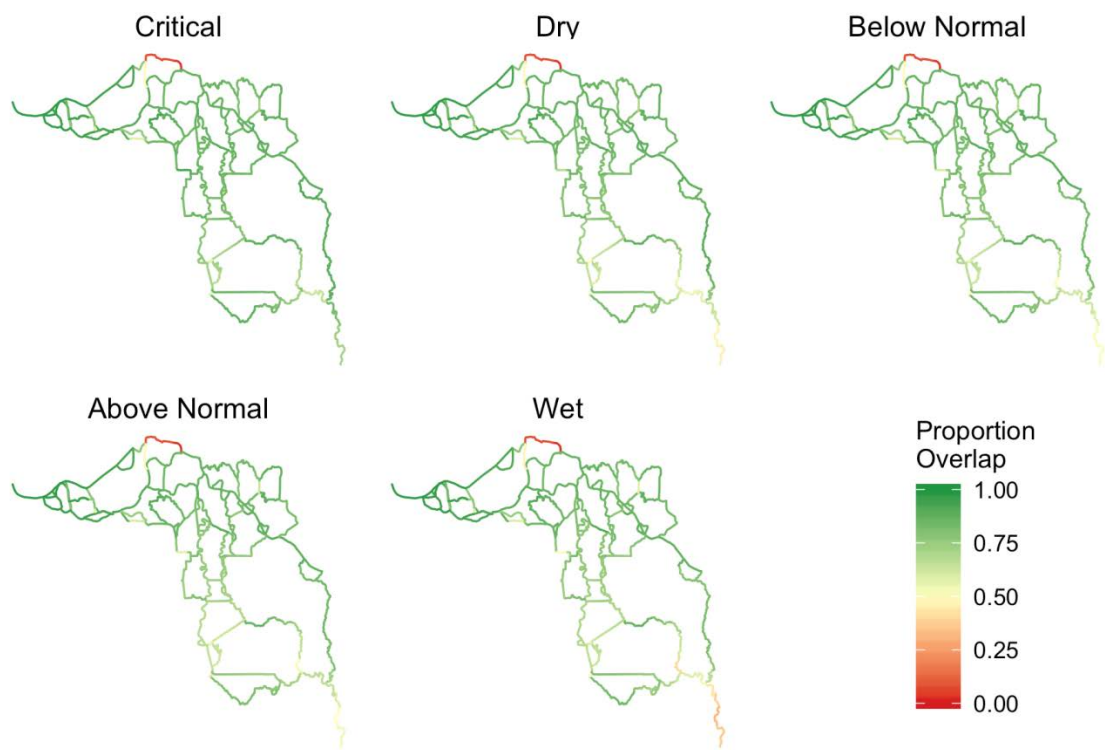 Critical
Dry
Below Normal
Above Normal
Wet
Proportion
Overlap
1.00
0.75
0.50
0.25
0.00